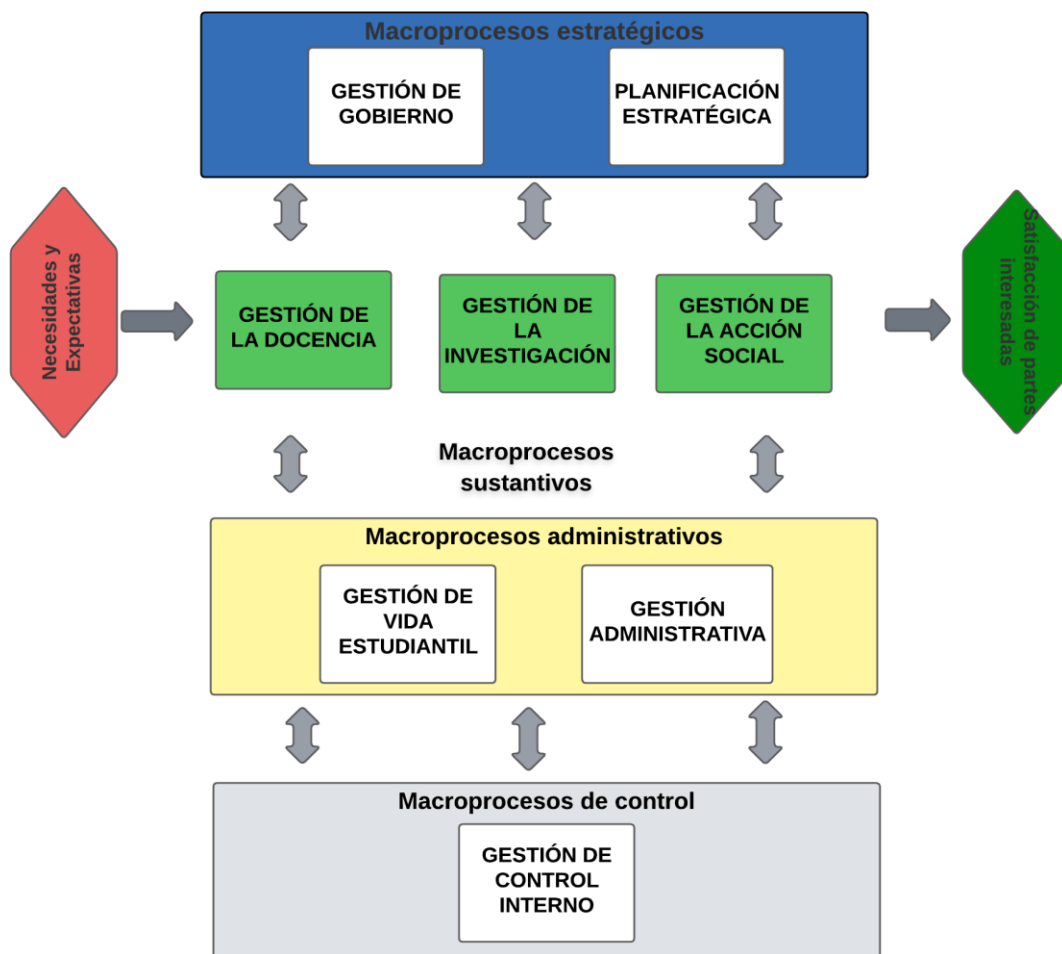 Macroprocesos estratégicos
GESTIÓN DE
GOBIERNO
PLANIFICACIÓN
ESTRATÉGICA
Necesidades y
Expectativas
GESTIÓN DE
LA DOCENCIA
GESTIÓN DE
LA
INVESTIGACIÓN
GESTIÓN DE
LA ACCIÓN
SOCIAL
Satisfacción de partes
interesadas
Macroprocesos
sustantivos
Macroprocesos administrativos
GESTIÓN DE
VIDA
ESTUDIANTIL
GESTIÓN
ADMINISTRATIVA
Macroprocesos de control
GESTIÓN DE
CONTROL
INTERNO